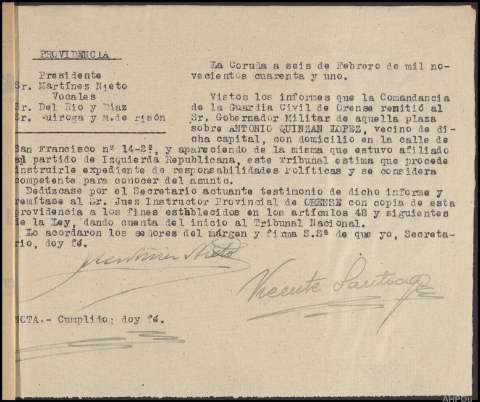 PROVIDENCIA
Presidente
Sr. Martínez Nieto
Vocales
Sr. Del Rio y Diaz
Sr. Quiroga y M. de Pisón
La Coruña a seis de Febrero de mil no-
vecientos cuarenta y uno.
Vistos los informes que la Comandancia
de la Guardia Civil de Orense remitió al
Sr. Gobernador Militar de aquella plaza
sobre ANTONIO QUINZAN LOPEZ, vecino de di-
cha capital, con domicilio en la calle de
San Francisco nº 14-2º, y apareciendo de la misma que estuvo afiliado
al partido de Izquierda Republicana, este Tribunal estima que procede
instruirle expediente de responsabilidades Políticas y se considera
competente para conocer del asunto.
Dedúzcase por el Secretario actuante testimonio de dicho informe y
remítase al Sr. Juez Instructor Provincial de ORENSE con copia de esta
providencia a los fines establecidos en los artículos 48 y siguientes
de la Ley, dando cuenta del inicio al Tribunal Nacional.
Lo acordaron los señores del márgen y firma S.Sª de que yo, Secreta-
rio, doy fé.
Nieto
Vicente Santiago
NOTA.- Cumplido; doy fé.